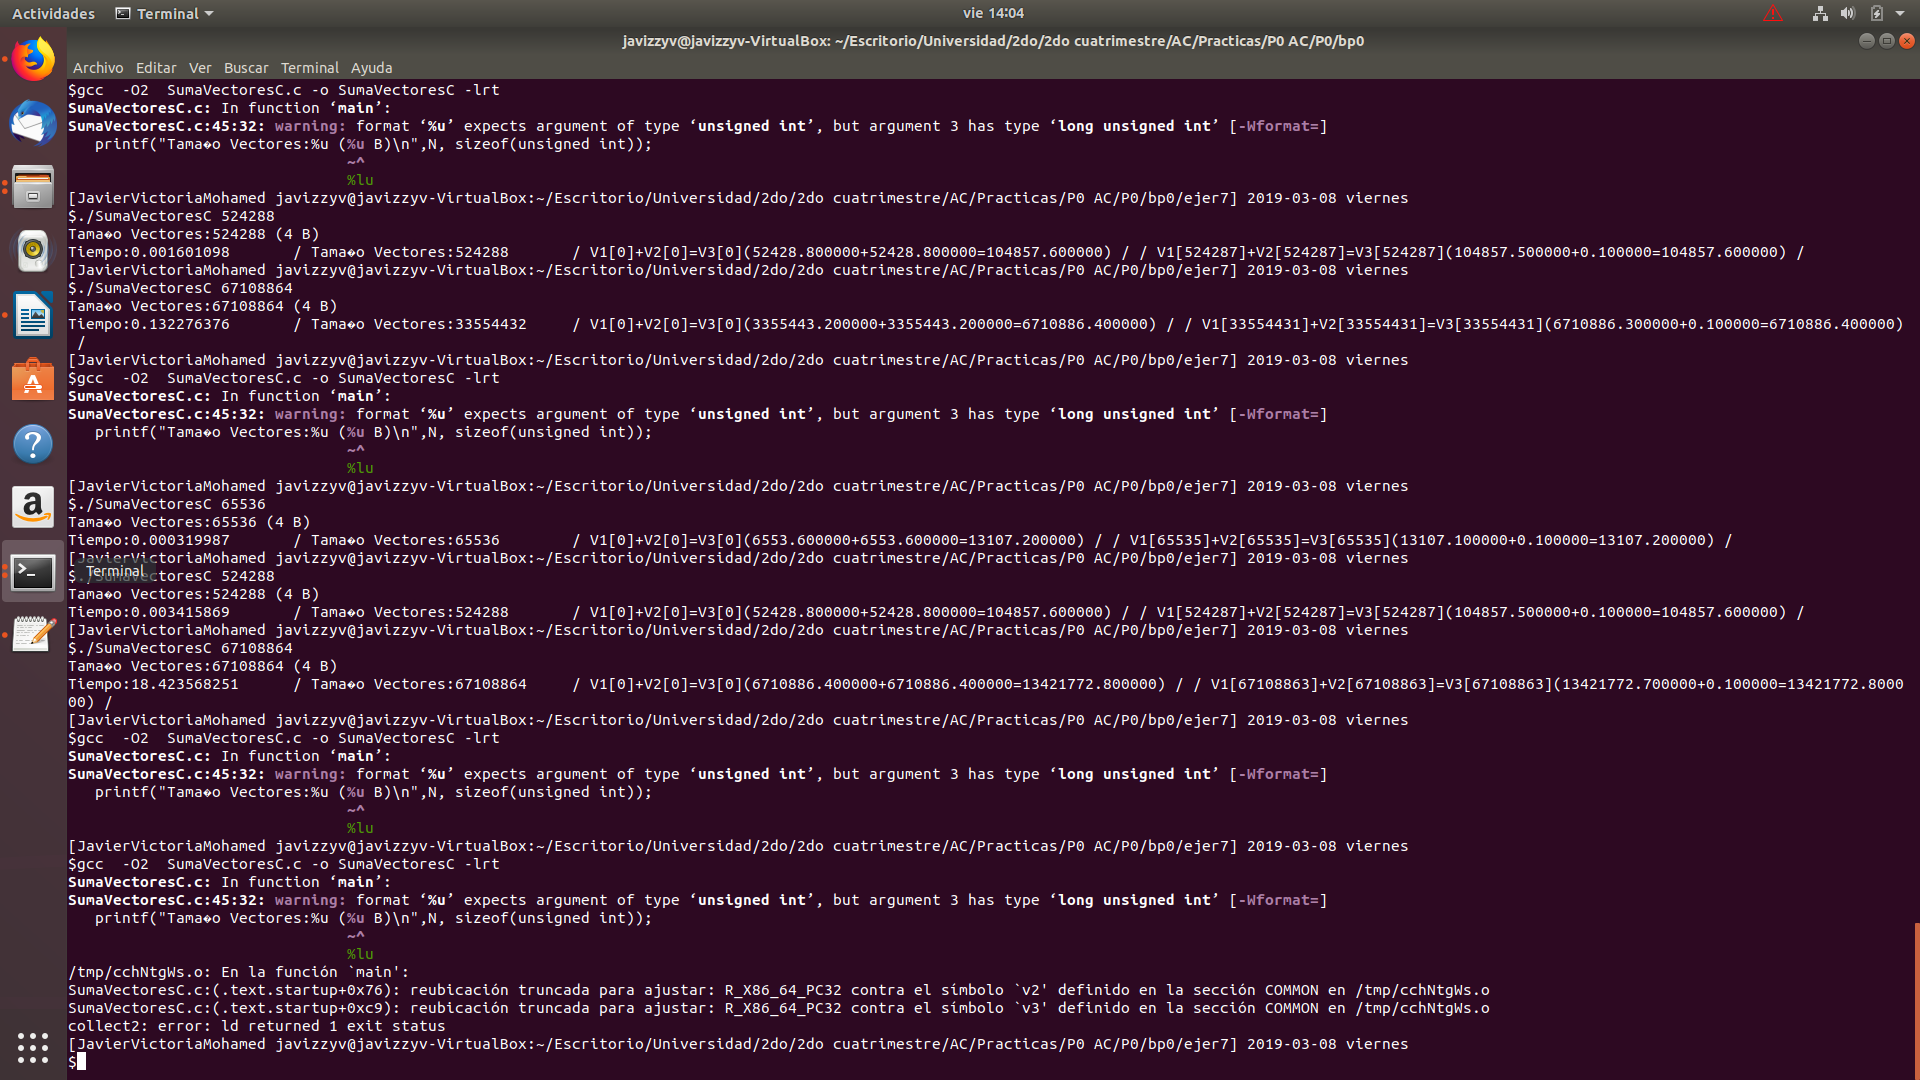 Actividades Terminal vie 14:04
javizzyv@javizzyv-VirtualBox: ~/Escritorio/Universidad/2do/2do cuatrimestre/AC/Practicas/P0 AC/P0/bp0
Archivo Editar Ver Buscar Terminal Ayuda
$gcc  -O2  SumaVectoresC.c -o SumaVectoresC -lrt
SumaVectoresC.c: In function ‘main’:
SumaVectoresC.c:45:32: warning: format ‘%u’ expects argument of type ‘unsigned int’, but argument 3 has type ‘long unsigned int’ [-Wformat=]
   printf("Tama�o Vectores:%u (%u B)\n",N, sizeof(unsigned int));
                               ~^
                               %lu
[JavierVictoriaMohamed javizzyv@javizzyv-VirtualBox:~/Escritorio/Universidad/2do/2do cuatrimestre/AC/Practicas/P0 AC/P0/bp0/ejer7] 2019-03-08 viernes
$./SumaVectoresC 524288
Tama�o Vectores:524288 (4 B)
Tiempo:0.001601098       / Tama�o Vectores:524288       / V1[0]+V2[0]=V3[0](52428.800000+52428.800000=104857.600000) / / V1[524287]+V2[524287]=V3[524287](104857.500000+0.100000=104857.600000) /
[JavierVictoriaMohamed javizzyv@javizzyv-VirtualBox:~/Escritorio/Universidad/2do/2do cuatrimestre/AC/Practicas/P0 AC/P0/bp0/ejer7] 2019-03-08 viernes
$./SumaVectoresC 67108864
Tama�o Vectores:67108864 (4 B)
Tiempo:0.132276376       / Tama�o Vectores:33554432     / V1[0]+V2[0]=V3[0](3355443.200000+3355443.200000=6710886.400000) / / V1[33554431]+V2[33554431]=V3[33554431](6710886.300000+0.100000=6710886.400000)
 /
[JavierVictoriaMohamed javizzyv@javizzyv-VirtualBox:~/Escritorio/Universidad/2do/2do cuatrimestre/AC/Practicas/P0 AC/P0/bp0/ejer7] 2019-03-08 viernes
$gcc  -O2  SumaVectoresC.c -o SumaVectoresC -lrt
SumaVectoresC.c: In function ‘main’:
SumaVectoresC.c:45:32: warning: format ‘%u’ expects argument of type ‘unsigned int’, but argument 3 has type ‘long unsigned int’ [-Wformat=]
   printf("Tama�o Vectores:%u (%u B)\n",N, sizeof(unsigned int));
                               ~^
                               %lu
[JavierVictoriaMohamed javizzyv@javizzyv-VirtualBox:~/Escritorio/Universidad/2do/2do cuatrimestre/AC/Practicas/P0 AC/P0/bp0/ejer7] 2019-03-08 viernes
$./SumaVectoresC 65536
Tama�o Vectores:65536 (4 B)
Tiempo:0.000319987       / Tama�o Vectores:65536        / V1[0]+V2[0]=V3[0](6553.600000+6553.600000=13107.200000) / / V1[65535]+V2[65535]=V3[65535](13107.100000+0.100000=13107.200000) /
[JavierVictoriaMohamed javizzyv@javizzyv-VirtualBox:~/Escritorio/Universidad/2do/2do cuatrimestre/AC/Practicas/P0 AC/P0/bp0/ejer7] 2019-03-08 viernes
Terminal
$./SumaVectoresC 524288
Tama�o Vectores:524288 (4 B)
Tiempo:0.003415869       / Tama�o Vectores:524288       / V1[0]+V2[0]=V3[0](52428.800000+52428.800000=104857.600000) / / V1[524287]+V2[524287]=V3[524287](104857.500000+0.100000=104857.600000) /
[JavierVictoriaMohamed javizzyv@javizzyv-VirtualBox:~/Escritorio/Universidad/2do/2do cuatrimestre/AC/Practicas/P0 AC/P0/bp0/ejer7] 2019-03-08 viernes
$./SumaVectoresC 67108864
Tama�o Vectores:67108864 (4 B)
Tiempo:18.423568251      / Tama�o Vectores:67108864     / V1[0]+V2[0]=V3[0](6710886.400000+6710886.400000=13421772.800000) / / V1[67108863]+V2[67108863]=V3[67108863](13421772.700000+0.100000=13421772.8000
00) /
[JavierVictoriaMohamed javizzyv@javizzyv-VirtualBox:~/Escritorio/Universidad/2do/2do cuatrimestre/AC/Practicas/P0 AC/P0/bp0/ejer7] 2019-03-08 viernes
$gcc  -O2  SumaVectoresC.c -o SumaVectoresC -lrt
SumaVectoresC.c: In function ‘main’:
SumaVectoresC.c:45:32: warning: format ‘%u’ expects argument of type ‘unsigned int’, but argument 3 has type ‘long unsigned int’ [-Wformat=]
   printf("Tama�o Vectores:%u (%u B)\n",N, sizeof(unsigned int));
                               ~^
                               %lu
[JavierVictoriaMohamed javizzyv@javizzyv-VirtualBox:~/Escritorio/Universidad/2do/2do cuatrimestre/AC/Practicas/P0 AC/P0/bp0/ejer7] 2019-03-08 viernes
$gcc  -O2  SumaVectoresC.c -o SumaVectoresC -lrt
SumaVectoresC.c: In function ‘main’:
SumaVectoresC.c:45:32: warning: format ‘%u’ expects argument of type ‘unsigned int’, but argument 3 has type ‘long unsigned int’ [-Wformat=]
   printf("Tama�o Vectores:%u (%u B)\n",N, sizeof(unsigned int));
                               ~^
                               %lu
/tmp/cchNtgWs.o: En la función `main':
SumaVectoresC.c:(.text.startup+0x76): reubicación truncada para ajustar: R_X86_64_PC32 contra el símbolo `v2' definido en la sección COMMON en /tmp/cchNtgWs.o
SumaVectoresC.c:(.text.startup+0xc9): reubicación truncada para ajustar: R_X86_64_PC32 contra el símbolo `v3' definido en la sección COMMON en /tmp/cchNtgWs.o
collect2: error: ld returned 1 exit status
[JavierVictoriaMohamed javizzyv@javizzyv-VirtualBox:~/Escritorio/Universidad/2do/2do cuatrimestre/AC/Practicas/P0 AC/P0/bp0/ejer7] 2019-03-08 viernes
$